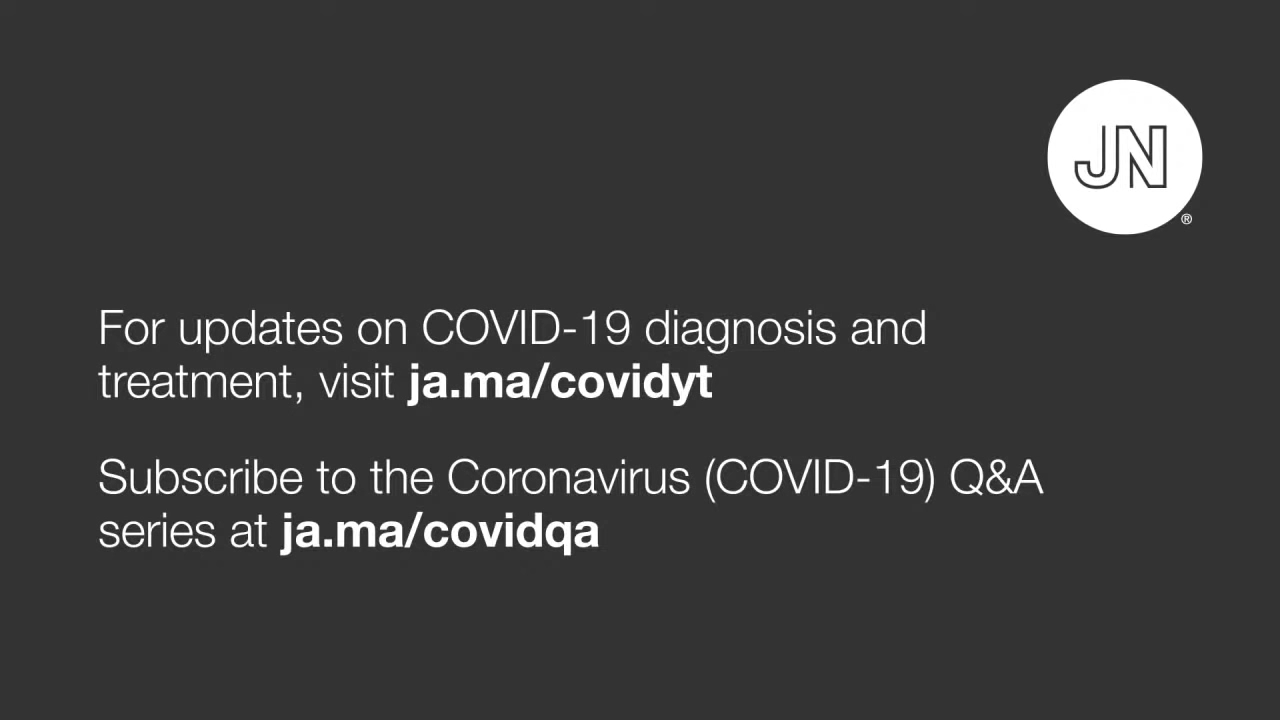 JN
®
For updates on COVID-19 diagnosis and
treatment, visit ja.ma/covidyt
Subscribe to the Coronavirus (COVID-19) Q&A
series at ja.ma/covidqa